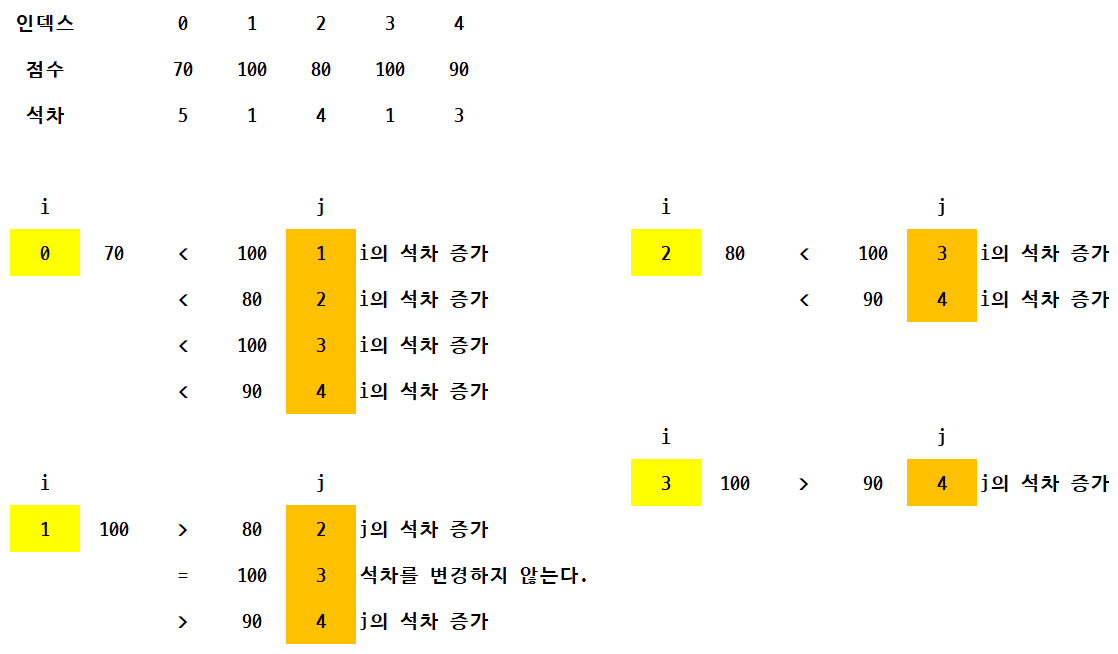 인덱스 0 1 2 3 4
점수 70 100 80 100 90
석차 5 1 4 1 3
i j
0 70 < 100 1 i의 석차 증가
< 80 2 i의 석차 증가
< 100 3 i의 석차 증가
< 90 4 i의 석차 증가
i j
1 100 > 80 2 j의 석차 증가
= 100 3 석차를 변경하지 않는다.
> 90 4 j의 석차 증가
i j
2 80 < 100 3 i의 석차 증가
< 90 4 i의 석차 증가
i j
3 100 > 90 4 j의 석차 증가